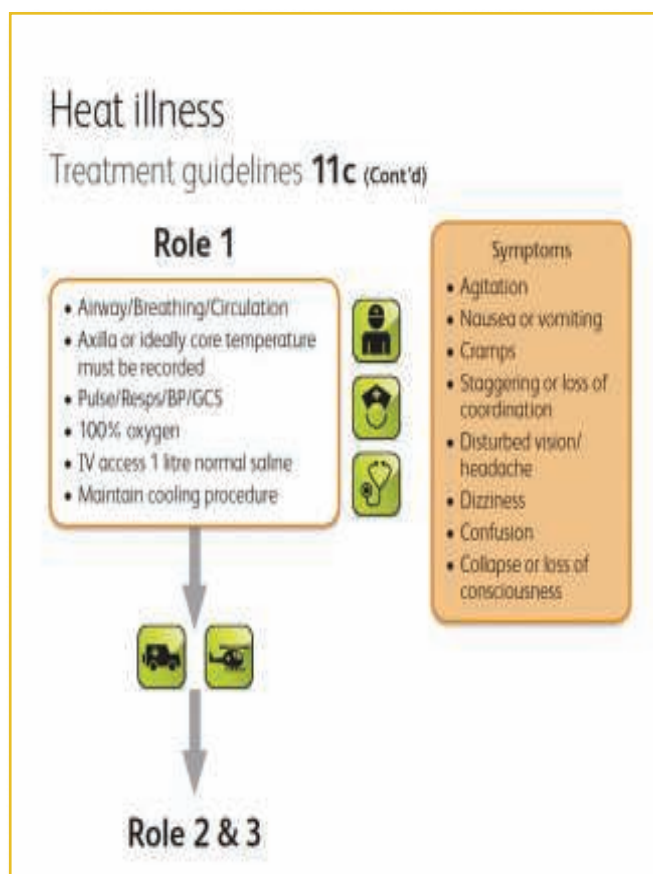 Heat illness
Treatment guidelines 11c (Cont'd)
Role 1
• Airway/Breathing/Circulation
• Axilla or ideally core temperature
must be recorded
• Pulse/Resps/BP/GCS
• 100% oxygen
• IV access 1 litre normal saline
• Maintain cooling procedure
Symptoms
• Agitation
• Nausea or vomiting
• Cramps
• Staggering or loss of
coordination
• Disturbed vision/
headache
• Dizziness
• Confusion
• Collapse or loss of
consciousness
Role 2 & 3